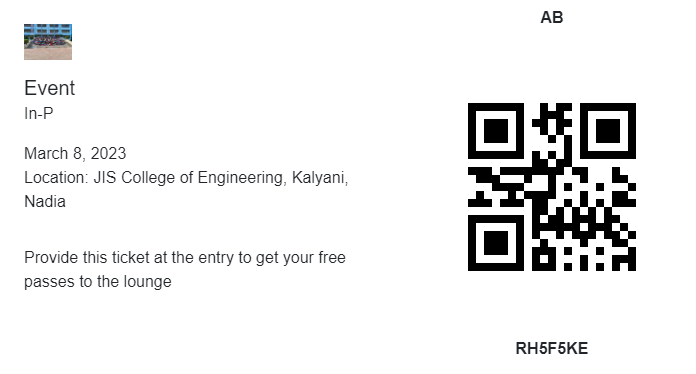 AB
Event
In-P
March 8, 2023
Location: JIS College of Engineering, Kalyani,
Nadia
Provide this ticket at the entry to get your free
passes to the lounge
RH5F5KE